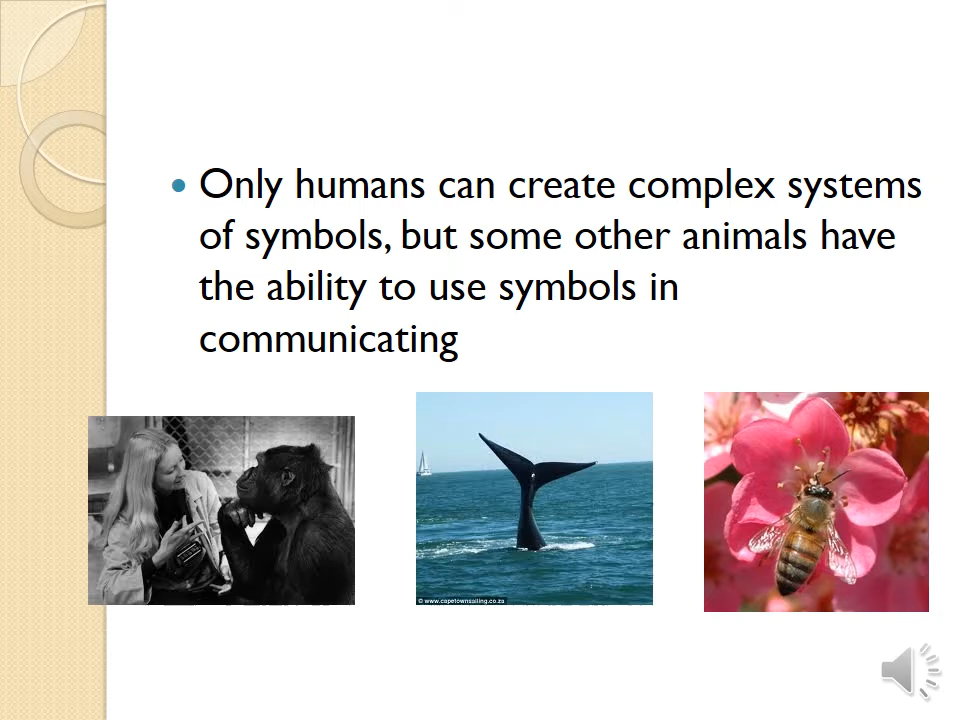 Only humans can create complex systems
of symbols, but some other animals have
the ability to use symbols in
communicating
© www.capetownsailing.co.za